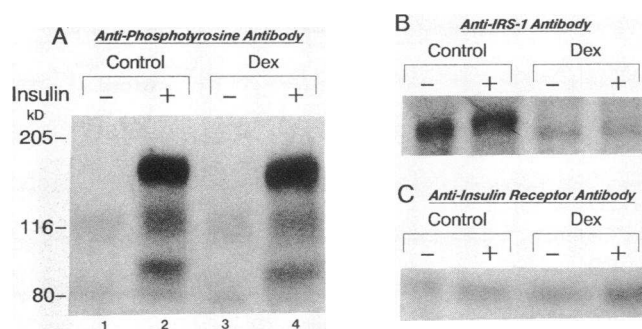 A
Anti-Phosphotyrosine Antibody
Control Dex
Insulin − + − +
kD
205−
116−
80−
1 2 3 4
B
Anti-IRS-1 Antibody
Control Dex
− + − +
C
Anti-Insulin Receptor Antibody
Control Dex
− + − +